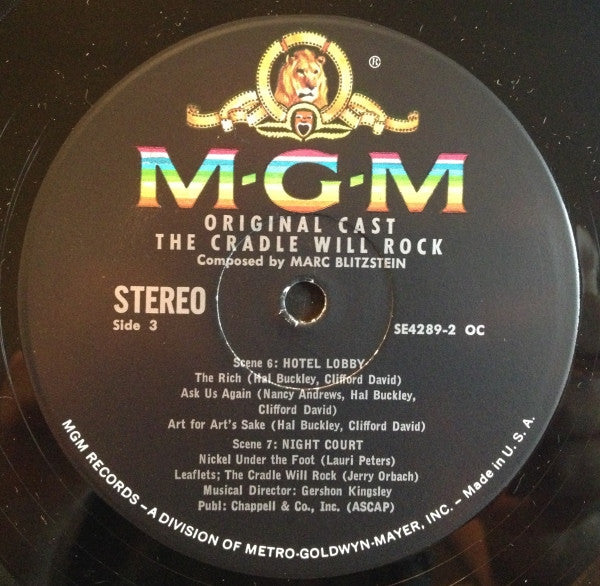 ®
M·G·M
ORIGINAL CAST
THE CRADLE WILL ROCK
Composed by MARC BLITZSTEIN
STEREO
Side 3
SE4289-2 OC
Scene 6: HOTEL LOBBY
The Rich (Hal Buckley, Clifford David)
Ask Us Again (Nancy Andrews, Hal Buckley,
Clifford David)
Art for Art's Sake (Hal Buckley, Clifford David)
Scene 7: NIGHT COURT
Nickel Under the Foot (Lauri Peters)
Leaflets; The Cradle Will Rock (Jerry Orbach)
Musical Director: Gershon Kingsley
Publ: Chappell & Co., Inc. (ASCAP)
MGM RECORDS – A DIVISION OF METRO-GOLDWYN-MAYER, INC. – Made in U. S. A.